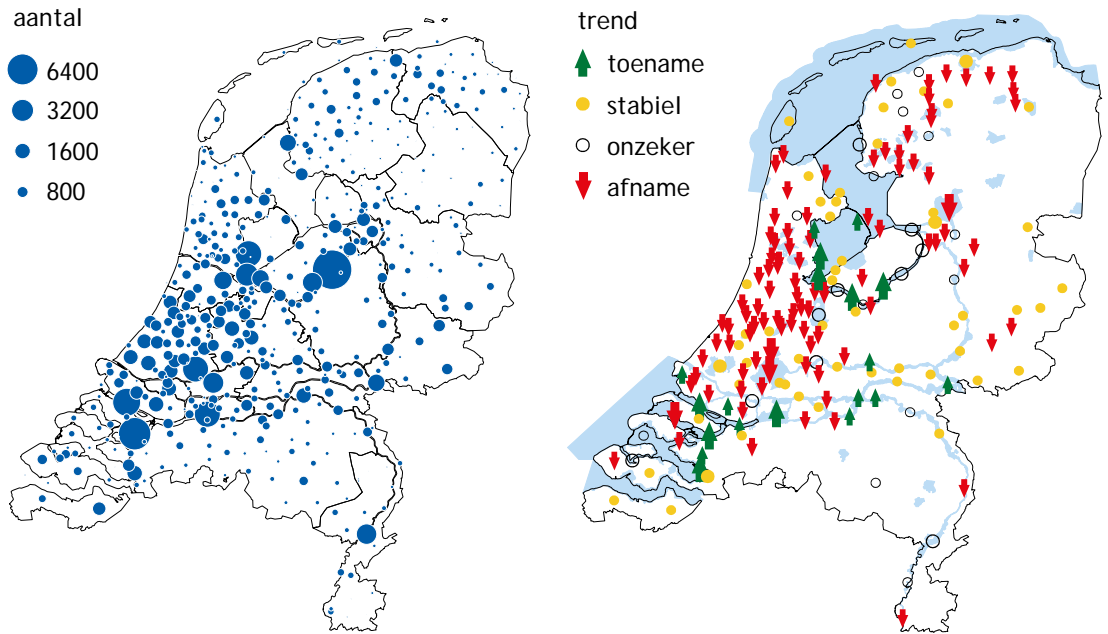 aantal
6400
3200
1600
800
trend
toename
stabiel
onzeker
afname